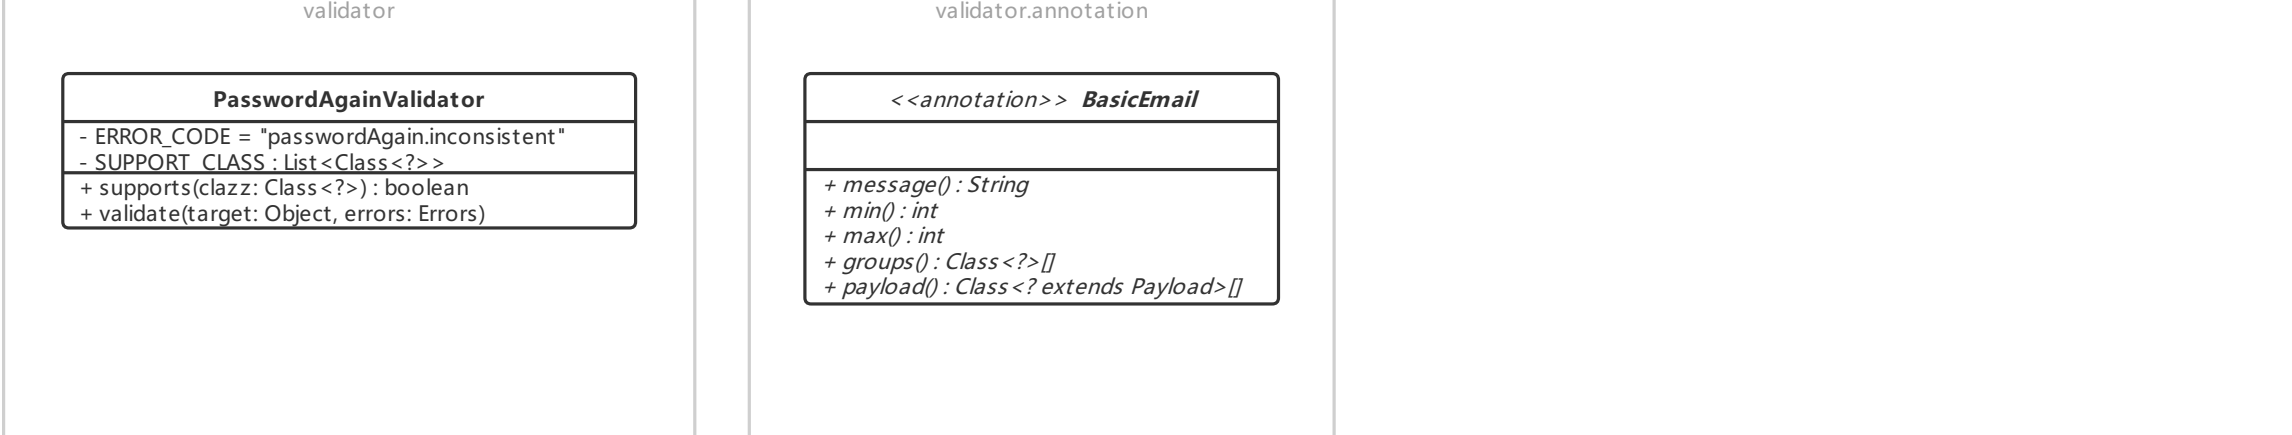 validator
PasswordAgainValidator
- ERROR_CODE = "passwordAgain.inconsistent"
- SUPPORT_CLASS : List<Class<?>>
+ supports(clazz: Class<?>) : boolean
+ validate(target: Object, errors: Errors)
validator.annotation
<<annotation>> BasicEmail
+ message() : String
+ min() : int
+ max() : int
+ groups() : Class<?>[]
+ payload() : Class<? extends Payload>[]